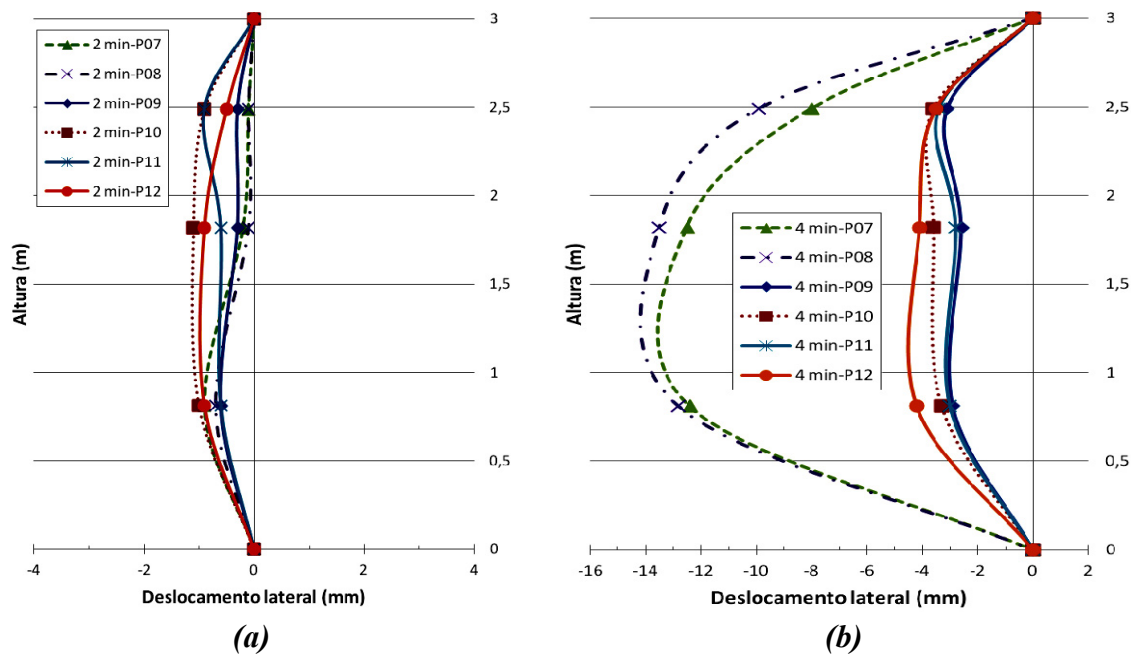 3
2,5
2
1,5
1
0,5
0
-4
-2
0
2
4
Altura (m)
Deslocamento lateral (mm)
2 min-P07
2 min-P08
2 min-P09
2 min-P10
2 min-P11
2 min-P12
(a)
3
2,5
2
1,5
1
0,5
0
-16
-14
-12
-10
-8
-6
-4
-2
0
2
Altura (m)
Deslocamento lateral (mm)
4 min-P07
4 min-P08
4 min-P09
4 min-P10
4 min-P11
4 min-P12
(b)